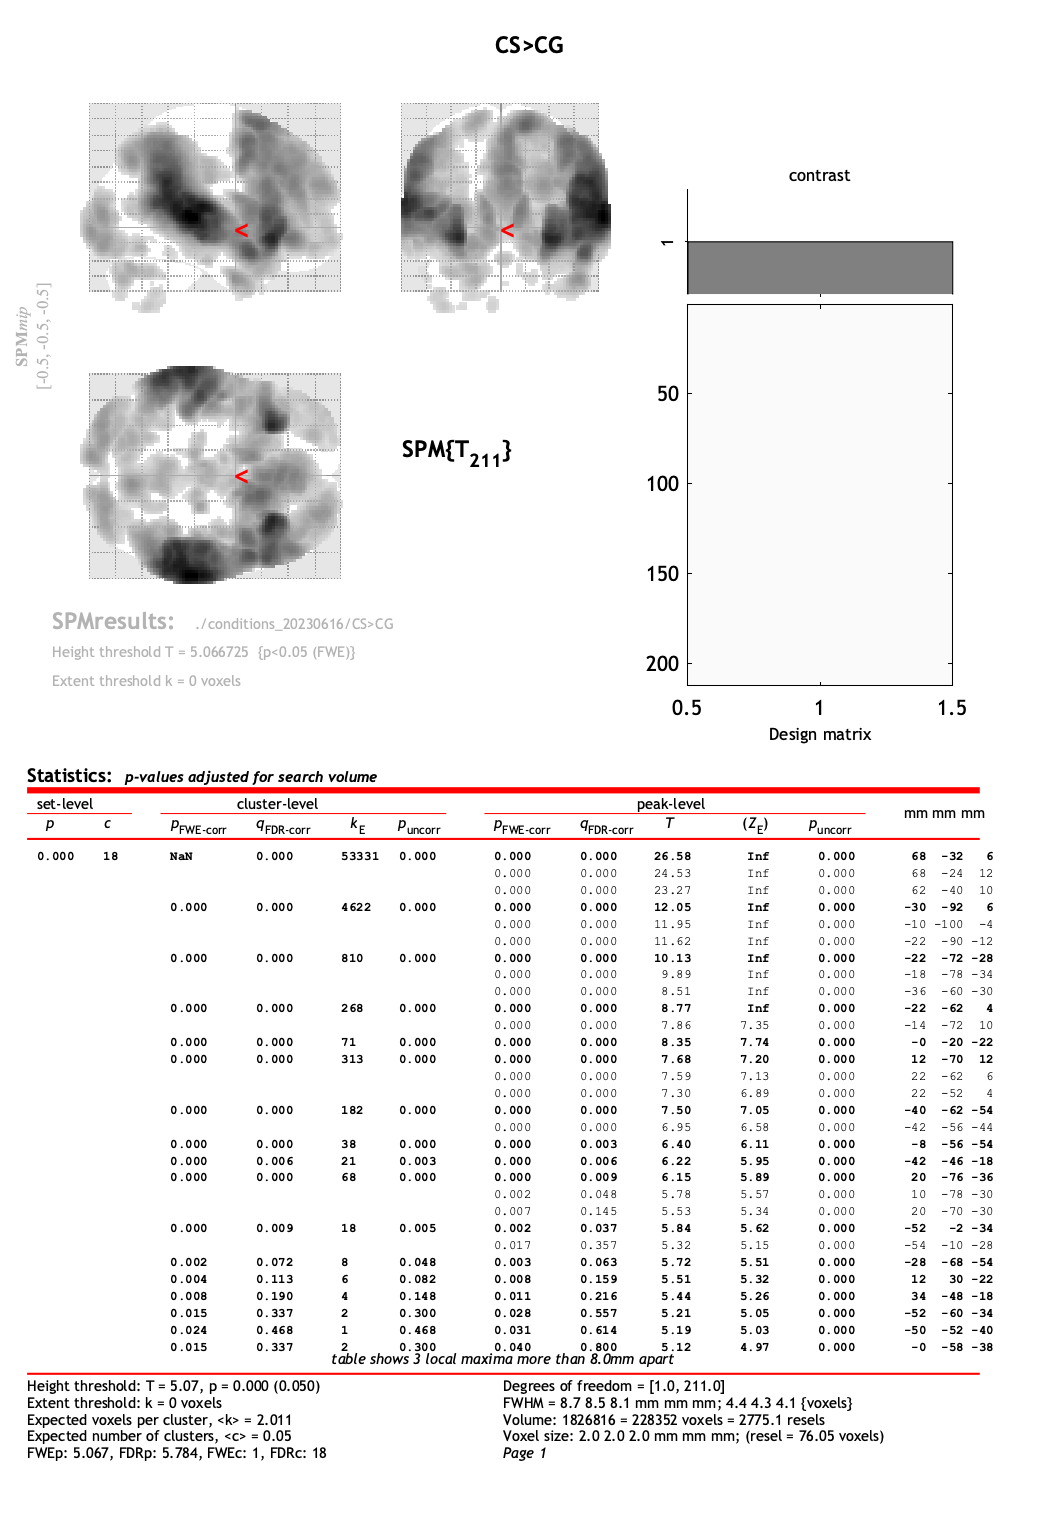 CS>CG
contrast
1
SPMmip
[-0.5, -0.5, -0.5]
<
<
<
SPM{T211}
50
100
150
200
0.5 1 1.5
Design matrix
SPMresults: ./conditions_20230616/CS>CG
Height threshold T = 5.066725 {p<0.05 (FWE)}
Extent threshold k = 0 voxels
Statistics: p-values adjusted for search volume
set-level cluster-level peak-level
p c pFWE-corr qFDR-corr kE puncorr pFWE-corr qFDR-corr T (ZE) puncorr mm mm mm
0.000 18 NaN 0.000 53331 0.000 0.000 0.000 26.58 Inf 0.000 68 -32 6
0.000 0.000 24.53 Inf 0.000 68 -24 12
0.000 0.000 23.27 Inf 0.000 62 -40 10
0.000 0.000 4622 0.000 0.000 0.000 12.05 Inf 0.000 -30 -92 6
0.000 0.000 11.95 Inf 0.000 -10 -100 -4
0.000 0.000 11.62 Inf 0.000 -22 -90 -12
0.000 0.000 810 0.000 0.000 0.000 10.13 Inf 0.000 -22 -72 -28
0.000 0.000 9.89 Inf 0.000 -18 -78 -34
0.000 0.000 8.51 Inf 0.000 -36 -60 -30
0.000 0.000 268 0.000 0.000 0.000 8.77 Inf 0.000 -22 -62 4
0.000 0.000 7.86 7.35 0.000 -14 -72 10
0.000 0.000 71 0.000 0.000 0.000 8.35 7.74 0.000 -0 -20 -22
0.000 0.000 313 0.000 0.000 0.000 7.68 7.20 0.000 12 -70 12
0.000 0.000 7.59 7.13 0.000 22 -62 6
0.000 0.000 7.30 6.89 0.000 22 -52 4
0.000 0.000 182 0.000 0.000 0.000 7.50 7.05 0.000 -40 -62 -54
0.000 0.000 6.95 6.58 0.000 -42 -56 -44
0.000 0.000 38 0.000 0.000 0.003 6.40 6.11 0.000 -8 -56 -54
0.000 0.006 21 0.003 0.000 0.006 6.22 5.95 0.000 -42 -46 -18
0.000 0.000 68 0.000 0.000 0.009 6.15 5.89 0.000 20 -76 -36
0.002 0.048 5.78 5.57 0.000 10 -78 -30
0.007 0.145 5.53 5.34 0.000 20 -70 -30
0.000 0.009 18 0.005 0.002 0.037 5.84 5.62 0.000 -52 -2 -34
0.017 0.357 5.32 5.15 0.000 -54 -10 -28
0.002 0.072 8 0.048 0.003 0.063 5.72 5.51 0.000 -28 -68 -54
0.004 0.113 6 0.082 0.008 0.159 5.51 5.32 0.000 12 30 -22
0.008 0.190 4 0.148 0.011 0.216 5.44 5.26 0.000 34 -48 -18
0.015 0.337 2 0.300 0.028 0.557 5.21 5.05 0.000 -52 -60 -34
0.024 0.468 1 0.468 0.031 0.614 5.19 5.03 0.000 -50 -52 -40
0.015 0.337 2 0.300 0.040 0.800 5.12 4.97 0.000 -0 -58 -38
table shows 3 local maxima more than 8.0mm apart
Height threshold: T = 5.07, p = 0.000 (0.050)
Extent threshold: k = 0 voxels
Expected voxels per cluster, <k> = 2.011
Expected number of clusters, <c> = 0.05
FWEp: 5.067, FDRp: 5.784, FWEc: 1, FDRc: 18
Degrees of freedom = [1.0, 211.0]
FWHM = 8.7 8.5 8.1 mm mm mm; 4.4 4.3 4.1 {voxels}
Volume: 1826816 = 228352 voxels = 2775.1 resels
Voxel size: 2.0 2.0 2.0 mm mm mm; (resel = 76.05 voxels)
Page 1